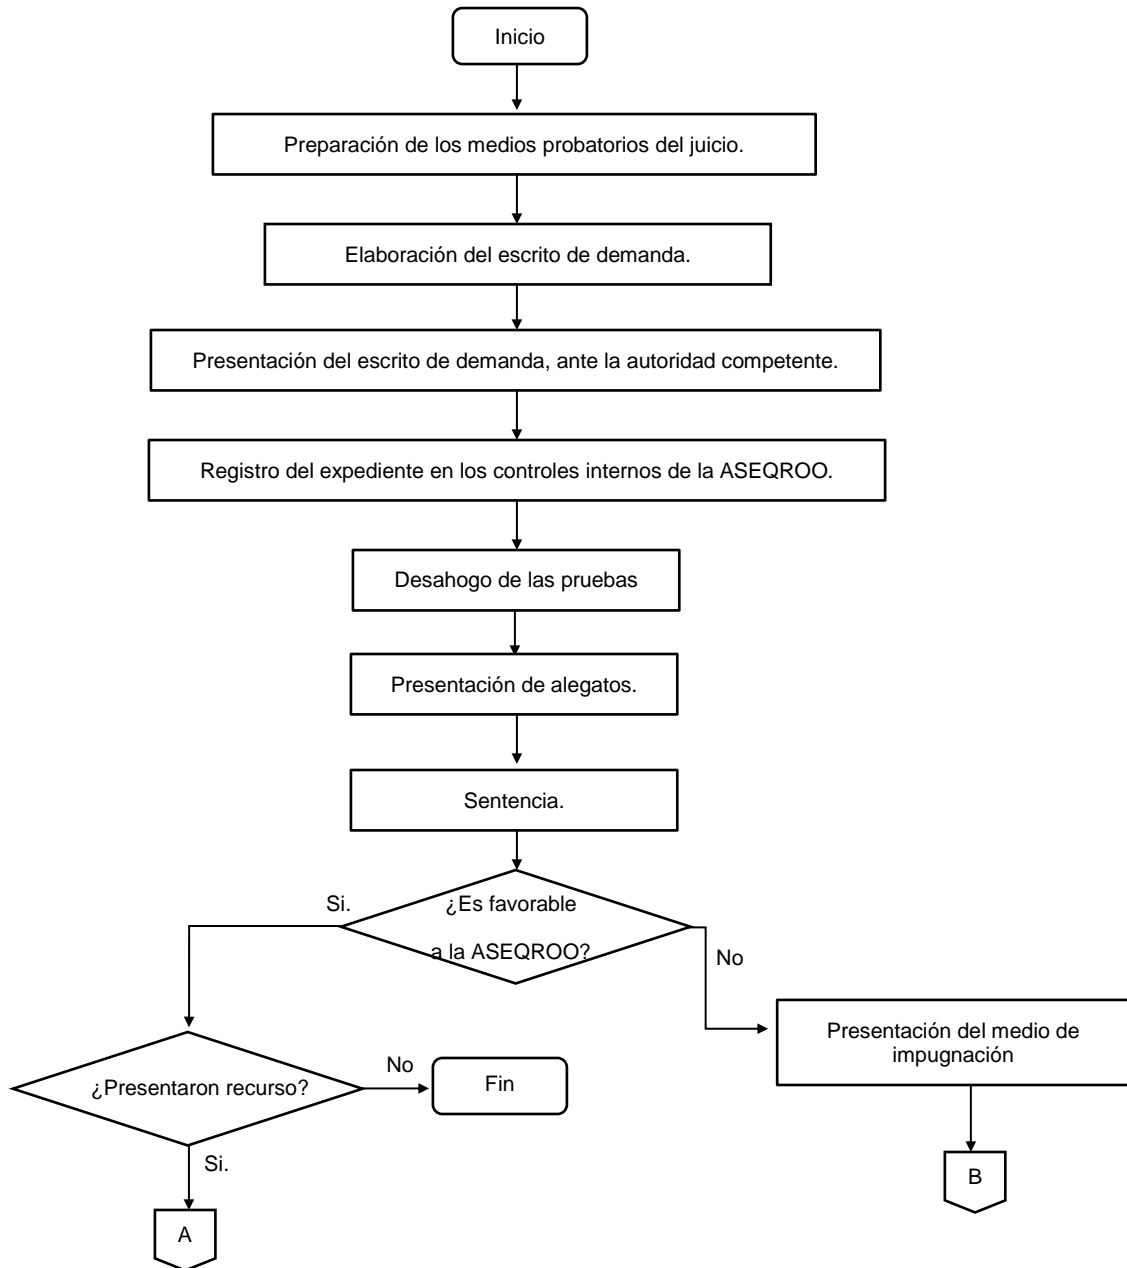 Inicio
Preparación de los medios probatorios del juicio.
Elaboración del escrito de demanda.
Presentación del escrito de demanda, ante la autoridad competente.
Registro del expediente en los controles internos de la ASEQROO.
Desahogo de las pruebas
Presentación de alegatos.
Sentencia.
Si.
¿Es favorable
a la ASEQROO?
No
Presentación del medio de
impugnación
¿Presentaron recurso?
No
Fin
Si.
B
A